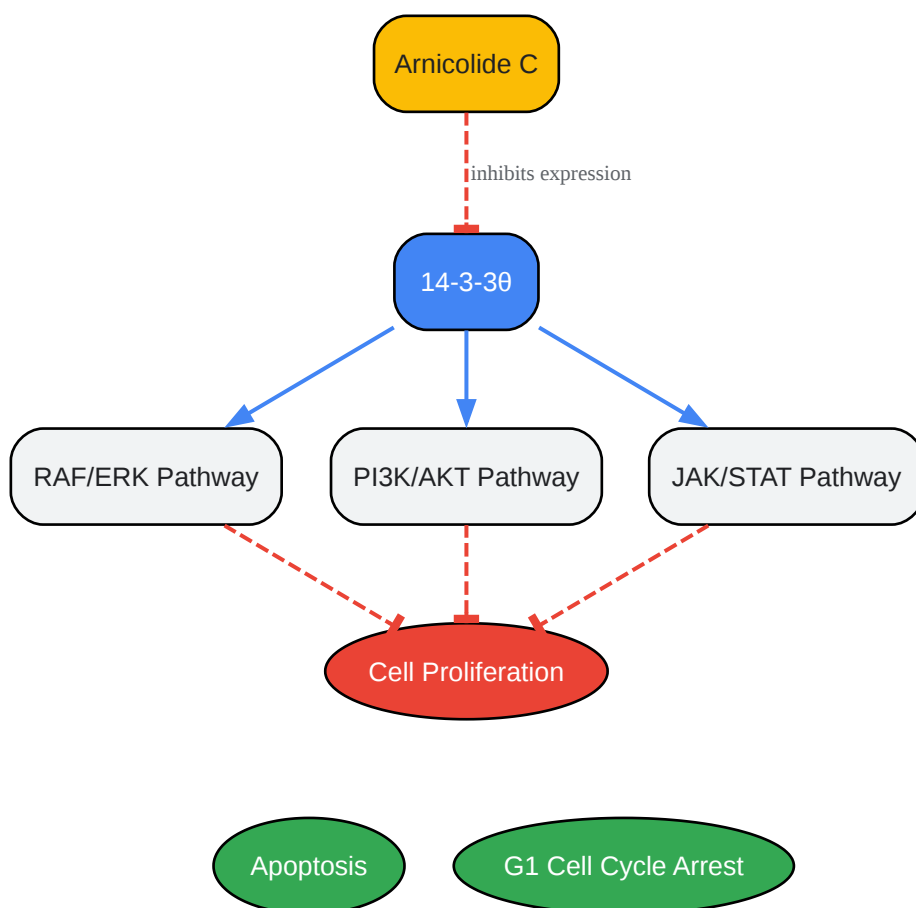 Arnicolide C
inhibits expression
14-3-3θ
RAF/ERK Pathway
PI3K/AKT Pathway
JAK/STAT Pathway
Cell Proliferation
Apoptosis
G1 Cell Cycle Arrest